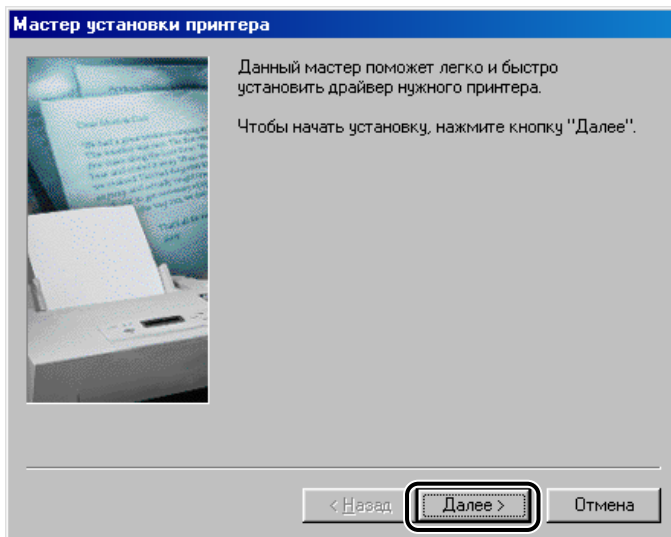 Мастер установки принтера
Данный мастер поможет легко и быстро
установить драйвер нужного принтера.
Чтобы начать установку, нажмите кнопку "Далее".
< Назад
Далее >
Отмена